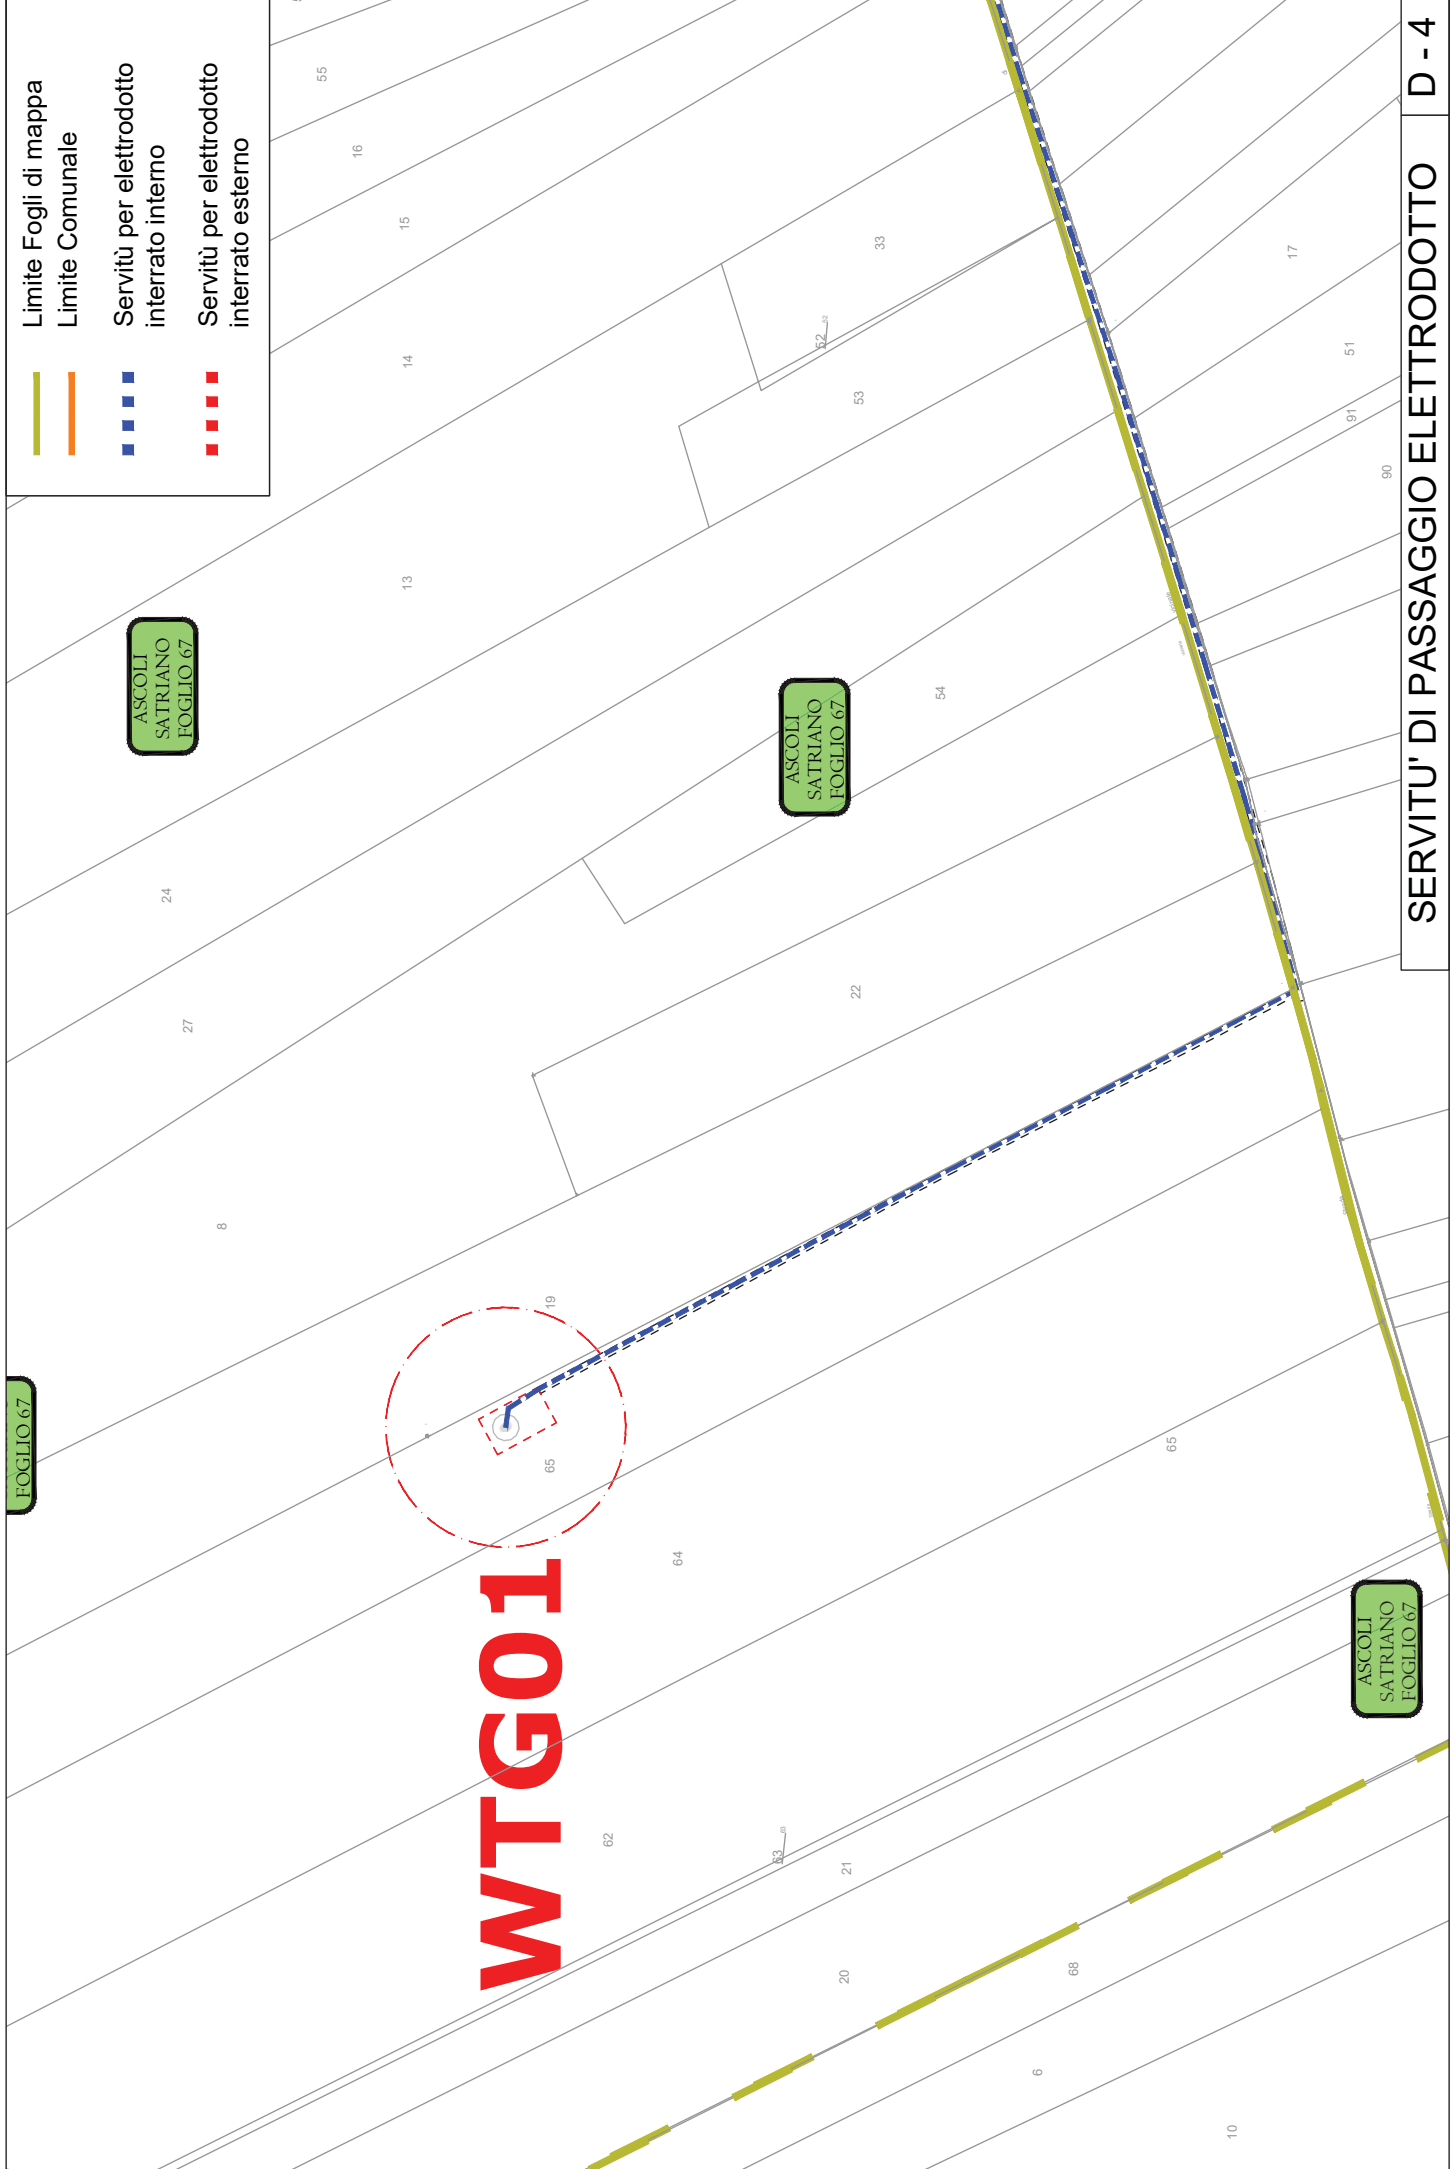 Limite Fogli di mappa
Limite Comunale
Servitù per elettrodotto
interrato interno
Servitù per elettrodotto
interrato esterno
FOGLIO 67
ASCOLI
SATRIANO
FOGLIO 67
ASCOLI
SATRIANO
FOGLIO 67
ASCOLI
SATRIANO
FOGLIO 67
WTG01
55
16
15
14
13
24
27
8
19
65
64
62
63
63
21
20
68
6
10
65
22
54
53
52
52
33
17
51
91
90
SERVITU' DI PASSAGGIO ELETTRODOTTO
D - 4